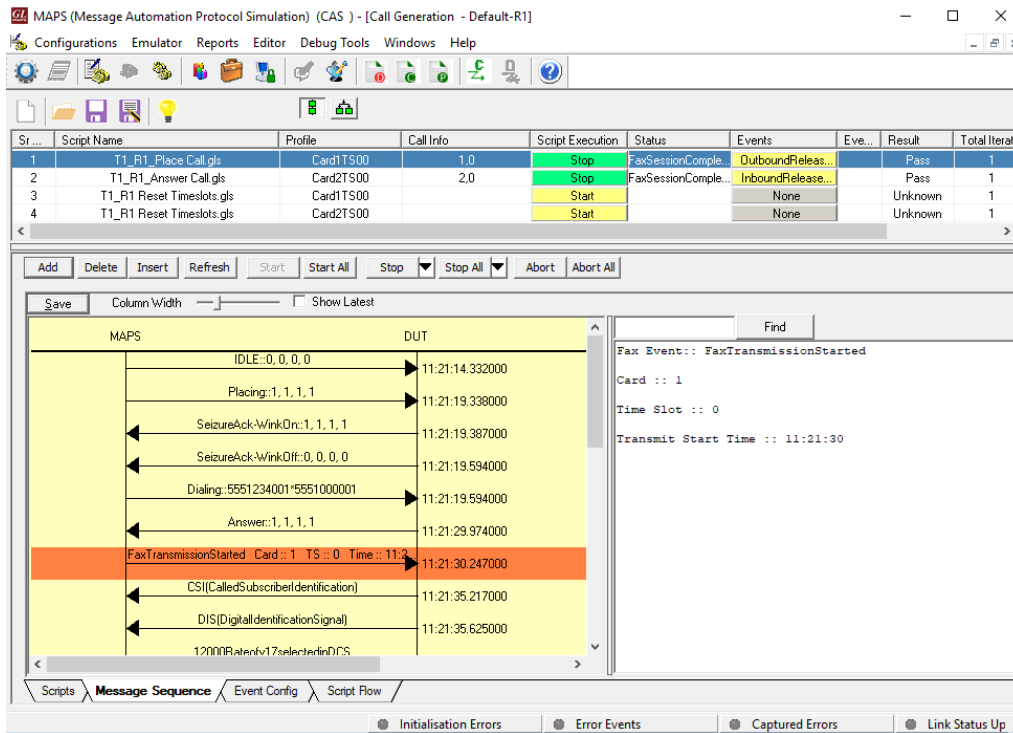 GL MAPS (Message Automation Protocol Simulation) (CAS ) - [Call Generation - Default-R1]
Configurations Emulator Reports Editor Debug Tools Windows Help
Sr ... Script Name Profile Call Info Script Execution Status Events Eve... Result Total Iterat
1 T1_R1_Place Call.gls Card1TS00 1,0 Stop FaxSessionComple... OutboundReleas... Pass 1
2 T1_R1_Answer Call.gls Card2TS00 2,0 Stop FaxSessionComple... InboundRelease... Pass 1
3 T1_R1 Reset Timeslots.gls Card1TS00 Start None Unknown 1
4 T1_R1 Reset Timeslots.gls Card2TS00 Start None Unknown 1
Add Delete Insert Refresh Start Start All Stop Stop All Abort Abort All
Save Column Width Show Latest
MAPS DUT
IDLE::0, 0, 0, 0
11:21:14.332000
Placing::1, 1, 1, 1
11:21:19.338000
SeizureAck-WinkOn::1, 1, 1, 1
11:21:19.387000
SeizureAck-WinkOff::0, 0, 0, 0
11:21:19.594000
Dialing::5551234001*5551000001
11:21:19.594000
Answer::1, 1, 1, 1
11:21:29.974000
FaxTransmissionStarted Card :: 1 TS :: 0 Time :: 11:2...
11:21:30.247000
CSI(CalledSubscriberIdentification)
11:21:35.217000
DIS(DigitalIdentificationSignal)
11:21:35.625000
12000Rateofv17selectedinDCS
Find
Fax Event:: FaxTransmissionStarted
Card :: 1
Time Slot :: 0
Transmit Start Time :: 11:21:30
Scripts Message Sequence Event Config Script Flow
Initialisation Errors Error Events Captured Errors Link Status Up